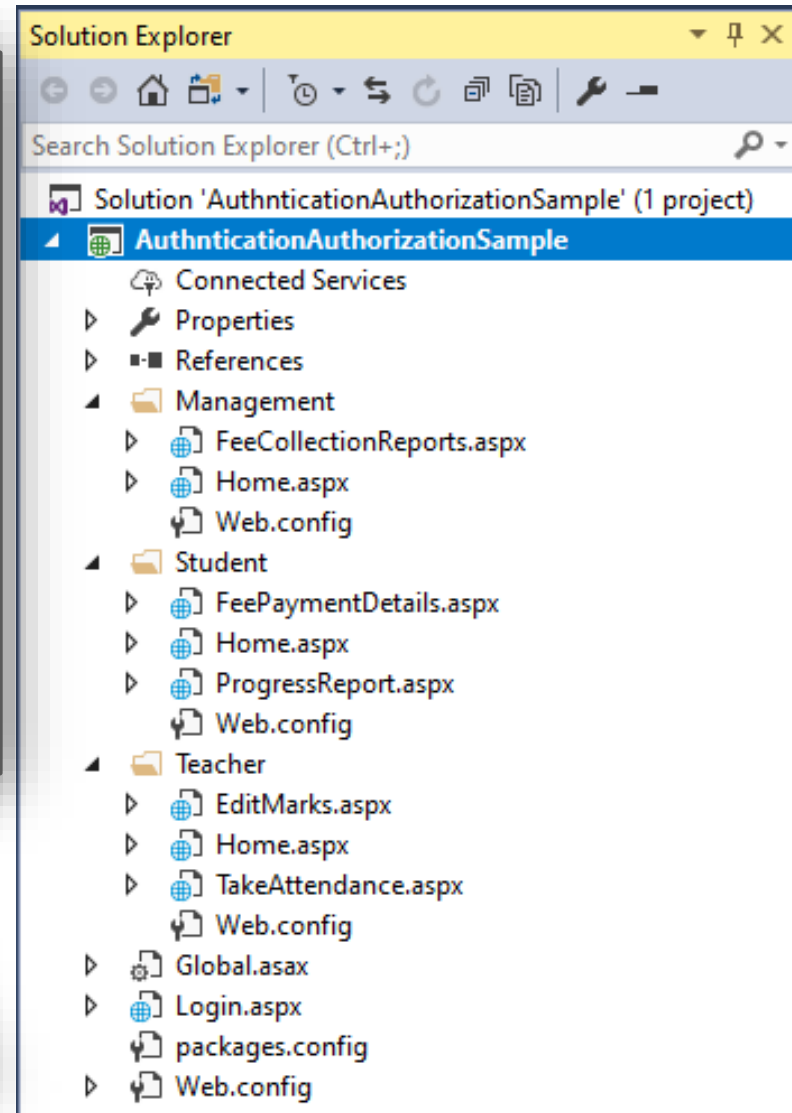 Solution Explorer
Search Solution Explorer (Ctrl+;)
Solution 'AuthnticationAuthorizationSample' (1 project)
AuthnticationAuthorizationSample
Connected Services
Properties
References
Management
FeeCollectionReports.aspx
Home.aspx
Web.config
Student
FeePaymentDetails.aspx
Home.aspx
ProgressReport.aspx
Web.config
Teacher
EditMarks.aspx
Home.aspx
TakeAttendance.aspx
Web.config
Global.asax
Login.aspx
packages.config
Web.config